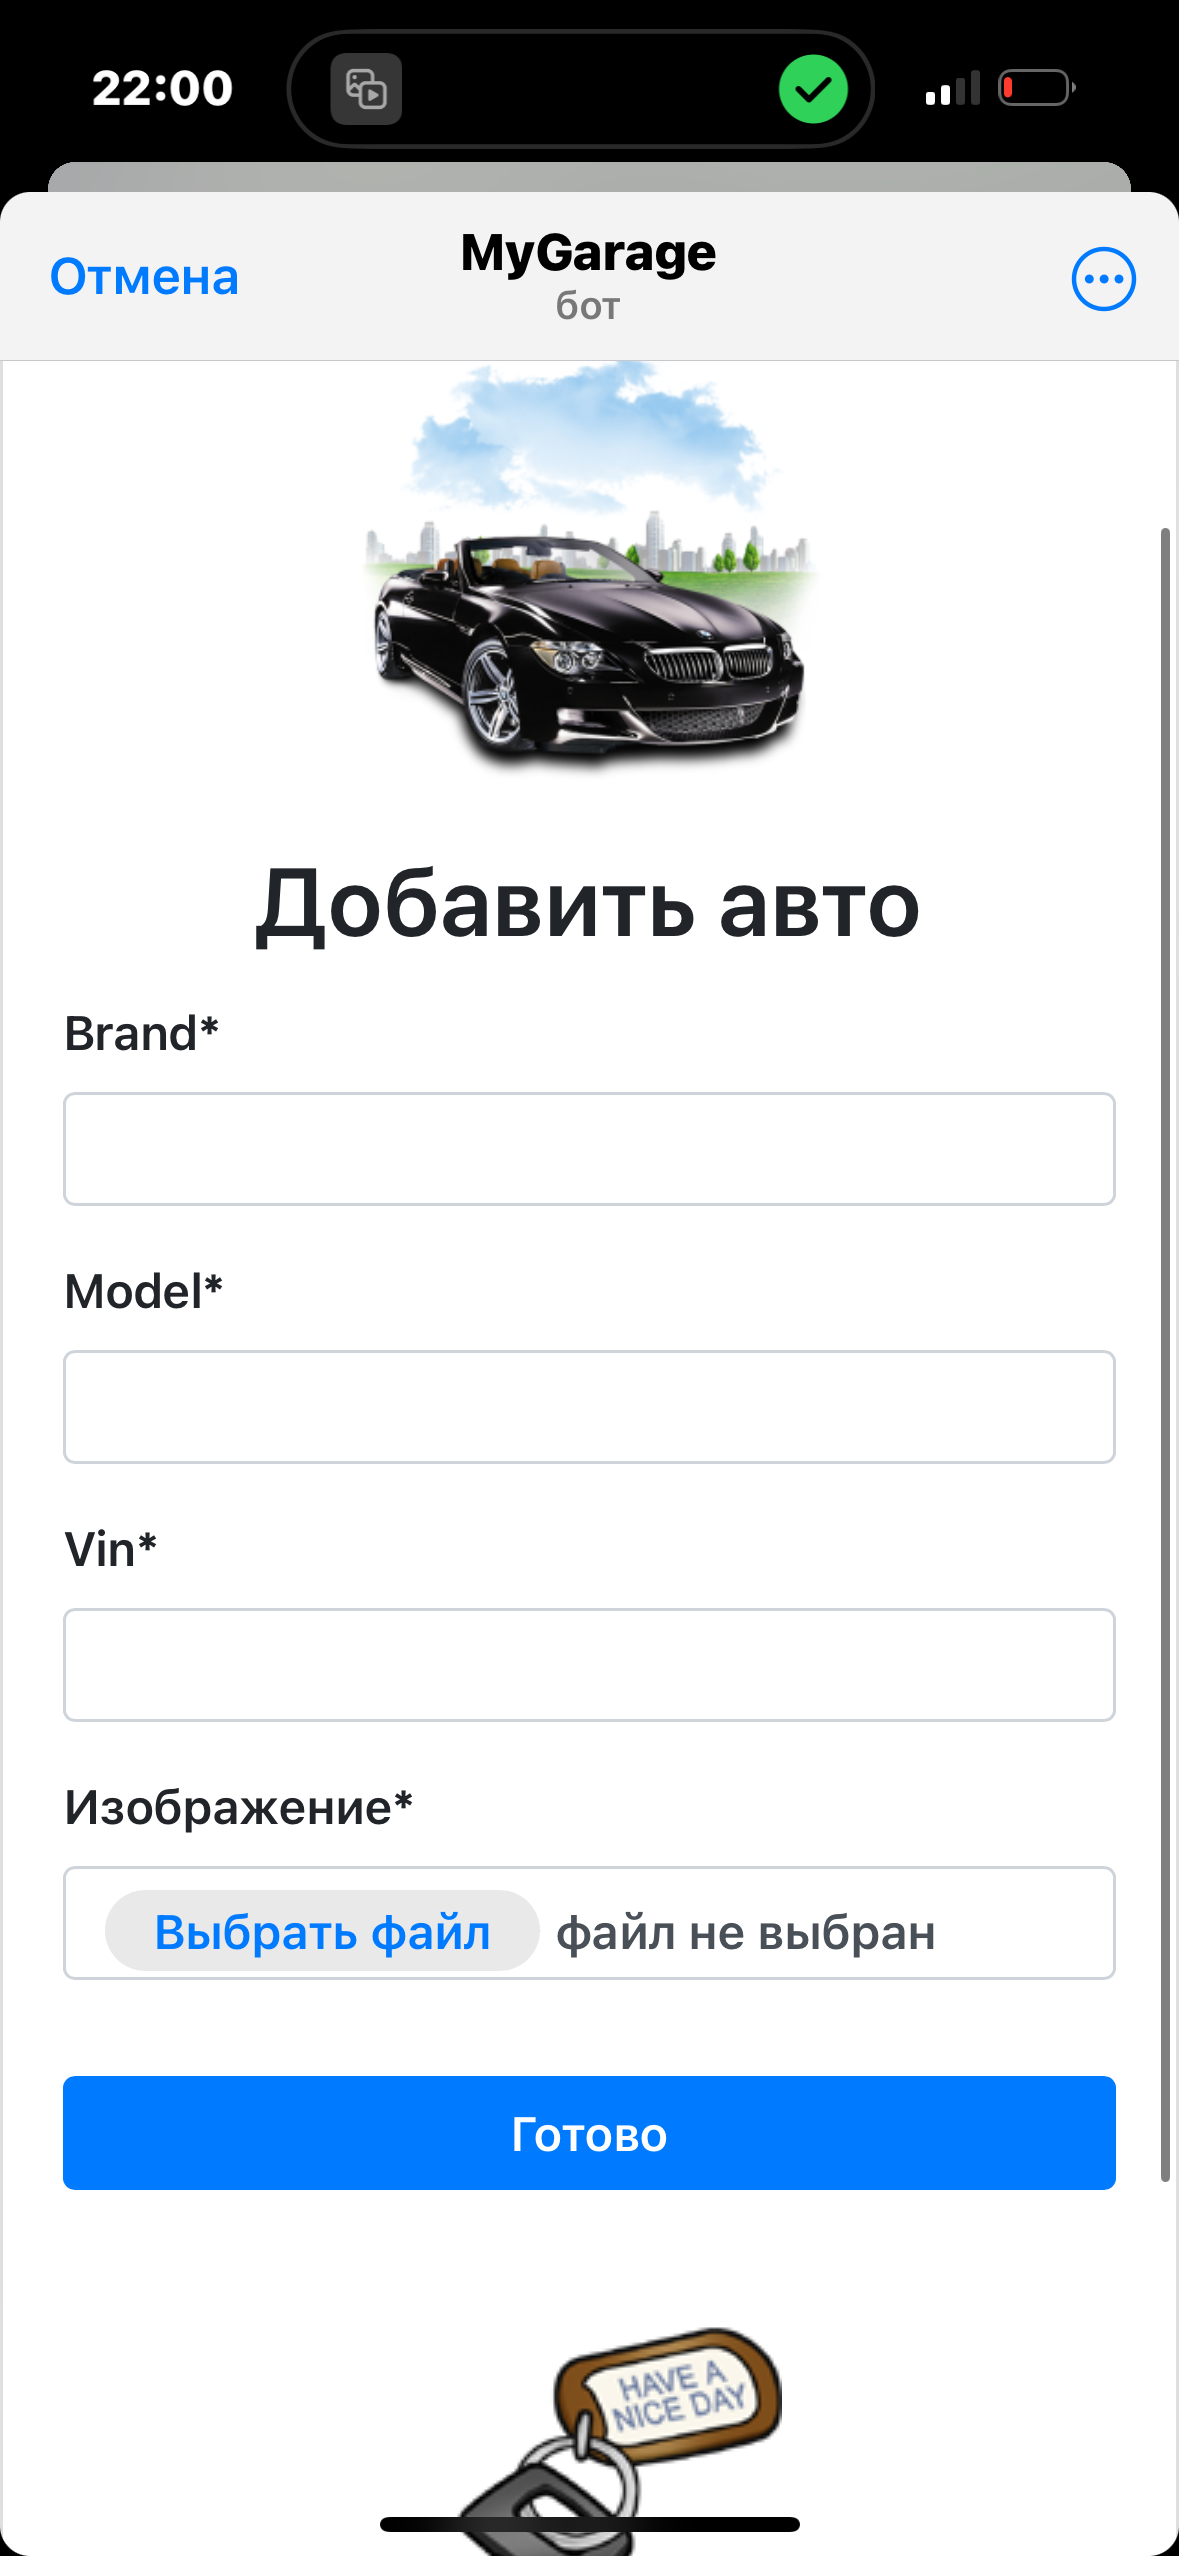 22:00
Отмена
MyGarage
бот
Добавить авто
Brand*
Model*
Vin*
Изображение*
Выбрать файл файл не выбран
Готово
HAVE A
NICE DAY